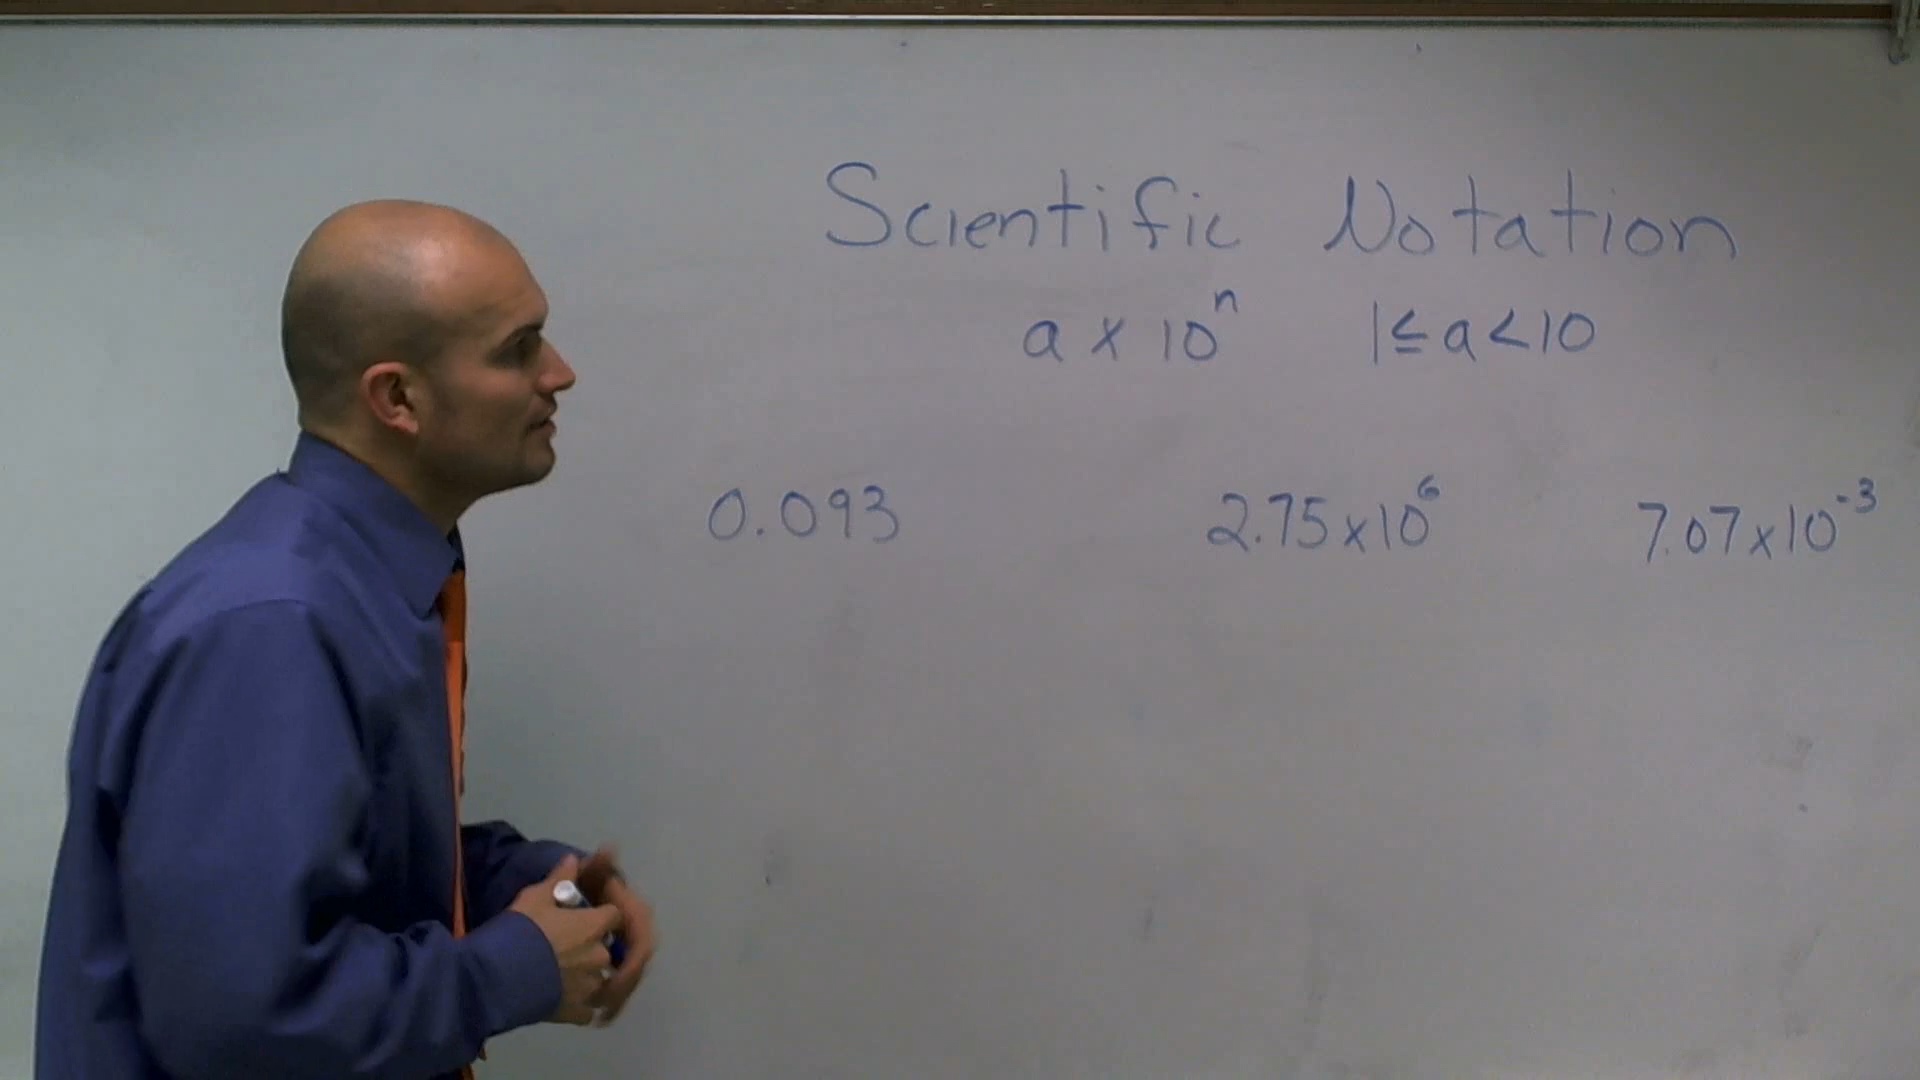 Scientific Notation
a x 10^n 1≤a<10
0.093 2.75x10^6 7.07x10^-3